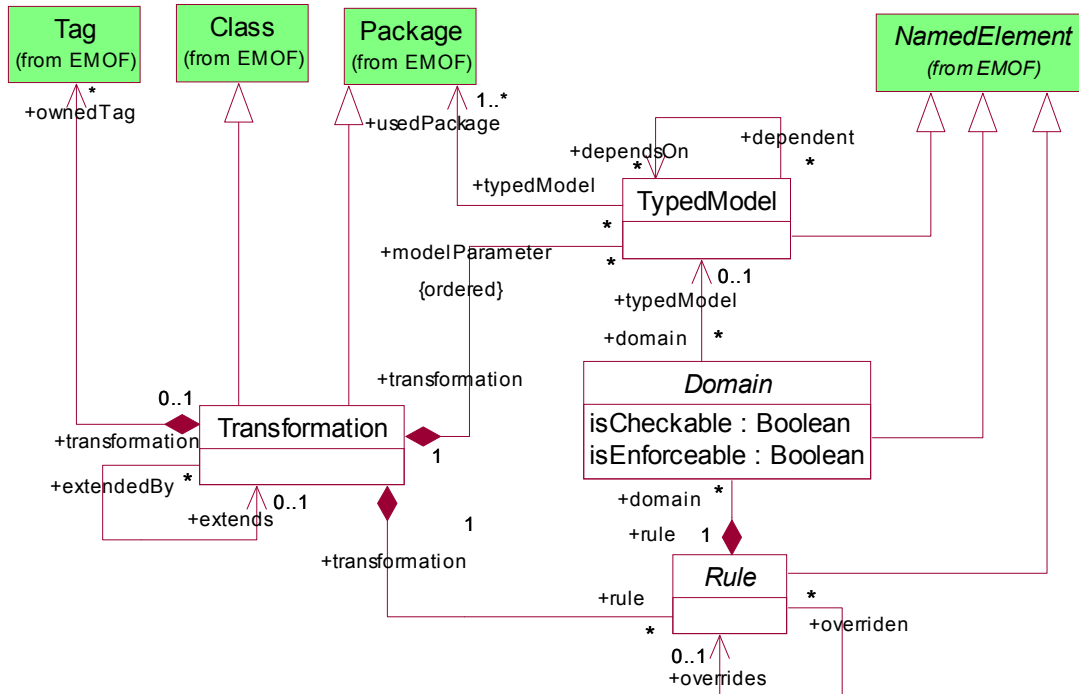 Tag
(from EMOF)
Class
(from EMOF)
Package
(from EMOF)
NamedElement
(from EMOF)
*
+ownedTag
1..*
+usedPackage
+dependsOn
*
+dependent
*
+typedModel
*
TypedModel
+modelParameter
*
{ordered}
0..1
+typedModel
+domain
*
+transformation
Domain
isCheckable : Boolean
isEnforceable : Boolean
0..1
+transformation
Transformation
1
+extendedBy
*
0..1
+extends
1
+transformation
+domain
*
+rule
1
Rule
+rule
*
*
+overriden
0..1
+overrides